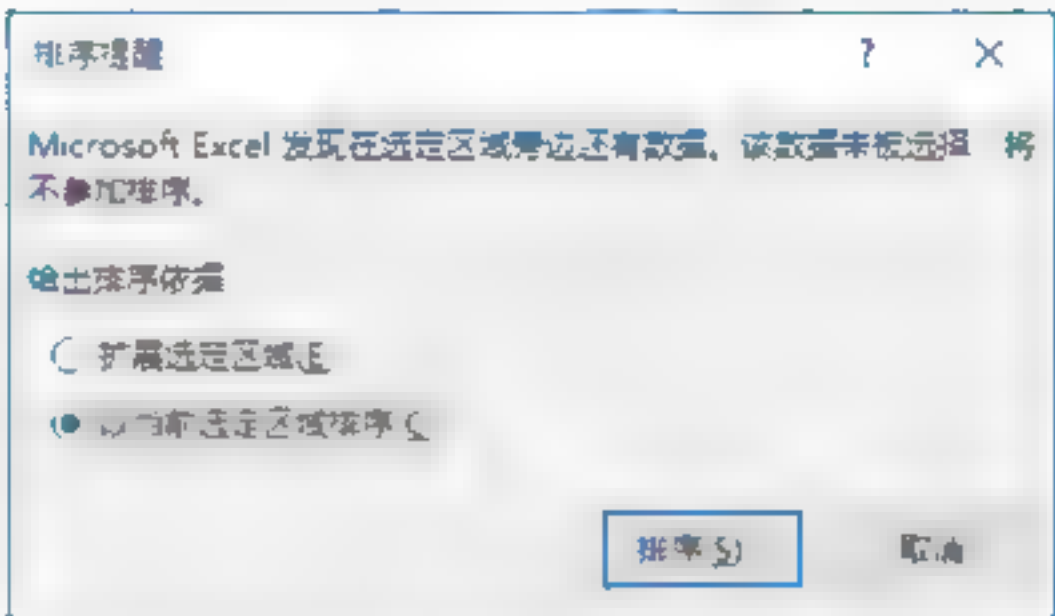 排序提醒
Microsoft Excel 发现在选定区域旁边还有数据。该数据未被选择，将
不参加排序。
给出排序依据
扩展选定区域(E)
以当前选定区域排序(C)
排序(S)
取消